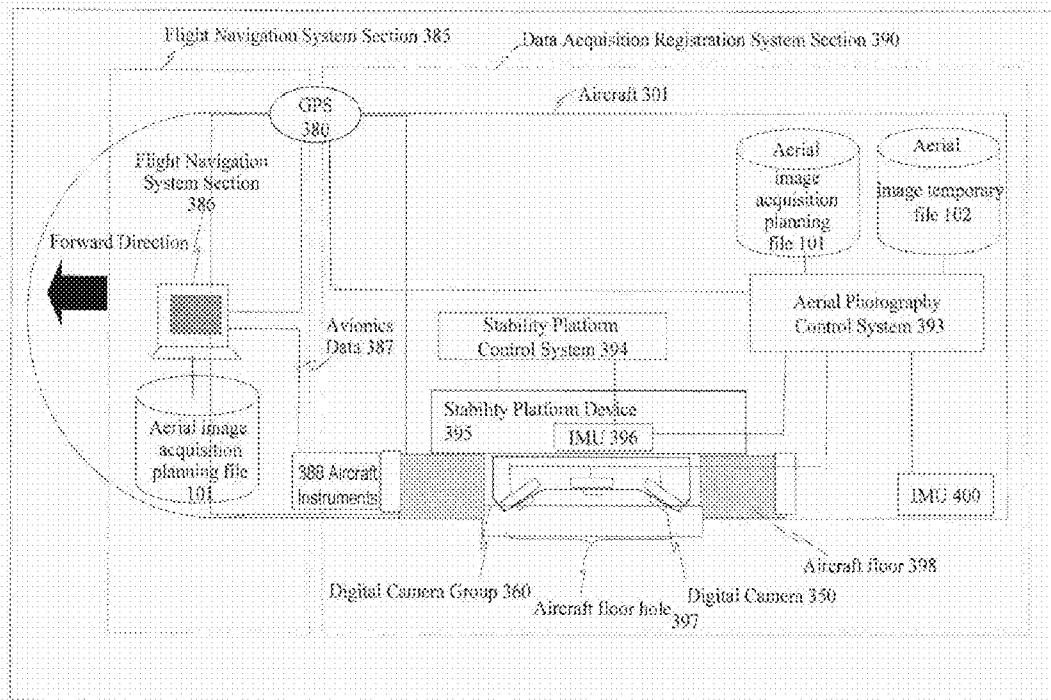 Flight Navigation System Section 385
Data Acquisition Registration System Section 390
Aircraft 301
GPS
380
Flight Navigation
System Section
386
Forward Direction
Aerial
image
acquisition
planning
file 101
Aerial
image temporary
file 102
Aerial Photography
Control System 393
Avionics
Data 387
Stability Platform
Control System 394
Stability Platform Device
395
IMU 396
Aerial image
acquisition
planning file
101
388 Aircraft
Instruments
IMU 400
Aircraft floor 398
Digital Camera Group 360
Aircraft floor hole
397
Digital Camera 350